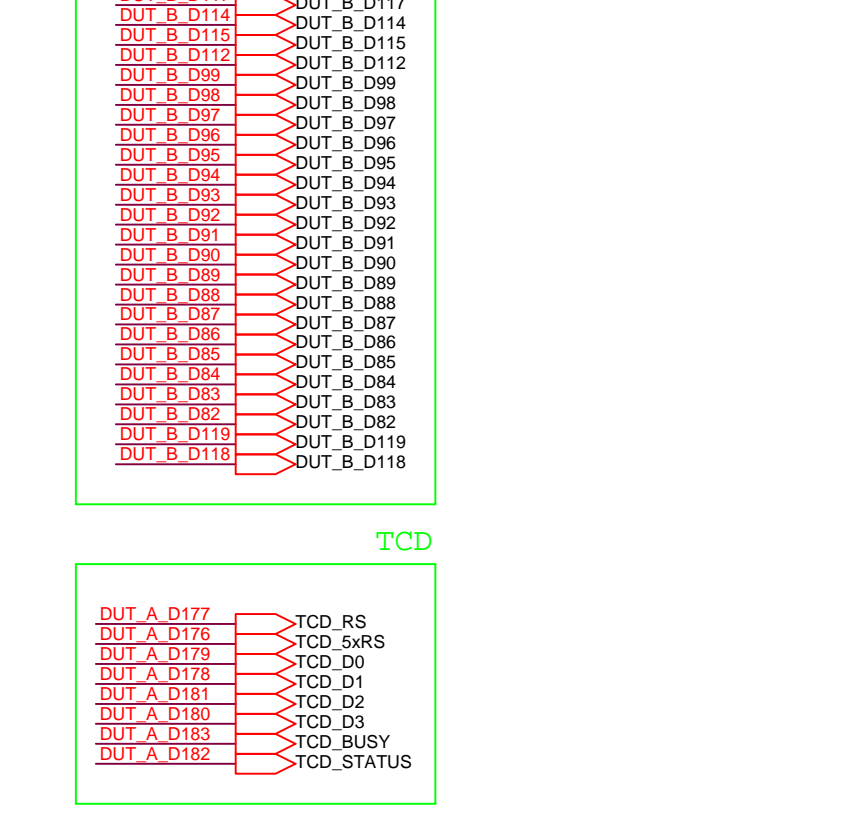 DUT_B_D117
DUT_B_D114 DUT_B_D114
DUT_B_D115 DUT_B_D115
DUT_B_D112 DUT_B_D112
DUT_B_D99 DUT_B_D99
DUT_B_D98 DUT_B_D98
DUT_B_D97 DUT_B_D97
DUT_B_D96 DUT_B_D96
DUT_B_D95 DUT_B_D95
DUT_B_D94 DUT_B_D94
DUT_B_D93 DUT_B_D93
DUT_B_D92 DUT_B_D92
DUT_B_D91 DUT_B_D91
DUT_B_D90 DUT_B_D90
DUT_B_D89 DUT_B_D89
DUT_B_D88 DUT_B_D88
DUT_B_D87 DUT_B_D87
DUT_B_D86 DUT_B_D86
DUT_B_D85 DUT_B_D85
DUT_B_D84 DUT_B_D84
DUT_B_D83 DUT_B_D83
DUT_B_D82 DUT_B_D82
DUT_B_D119 DUT_B_D119
DUT_B_D118 DUT_B_D118
TCD
DUT_A_D177 TCD_RS
DUT_A_D176 TCD_5xRS
DUT_A_D179 TCD_D0
DUT_A_D178 TCD_D1
DUT_A_D181 TCD_D2
DUT_A_D180 TCD_D3
DUT_A_D183 TCD_BUSY
DUT_A_D182 TCD_STATUS